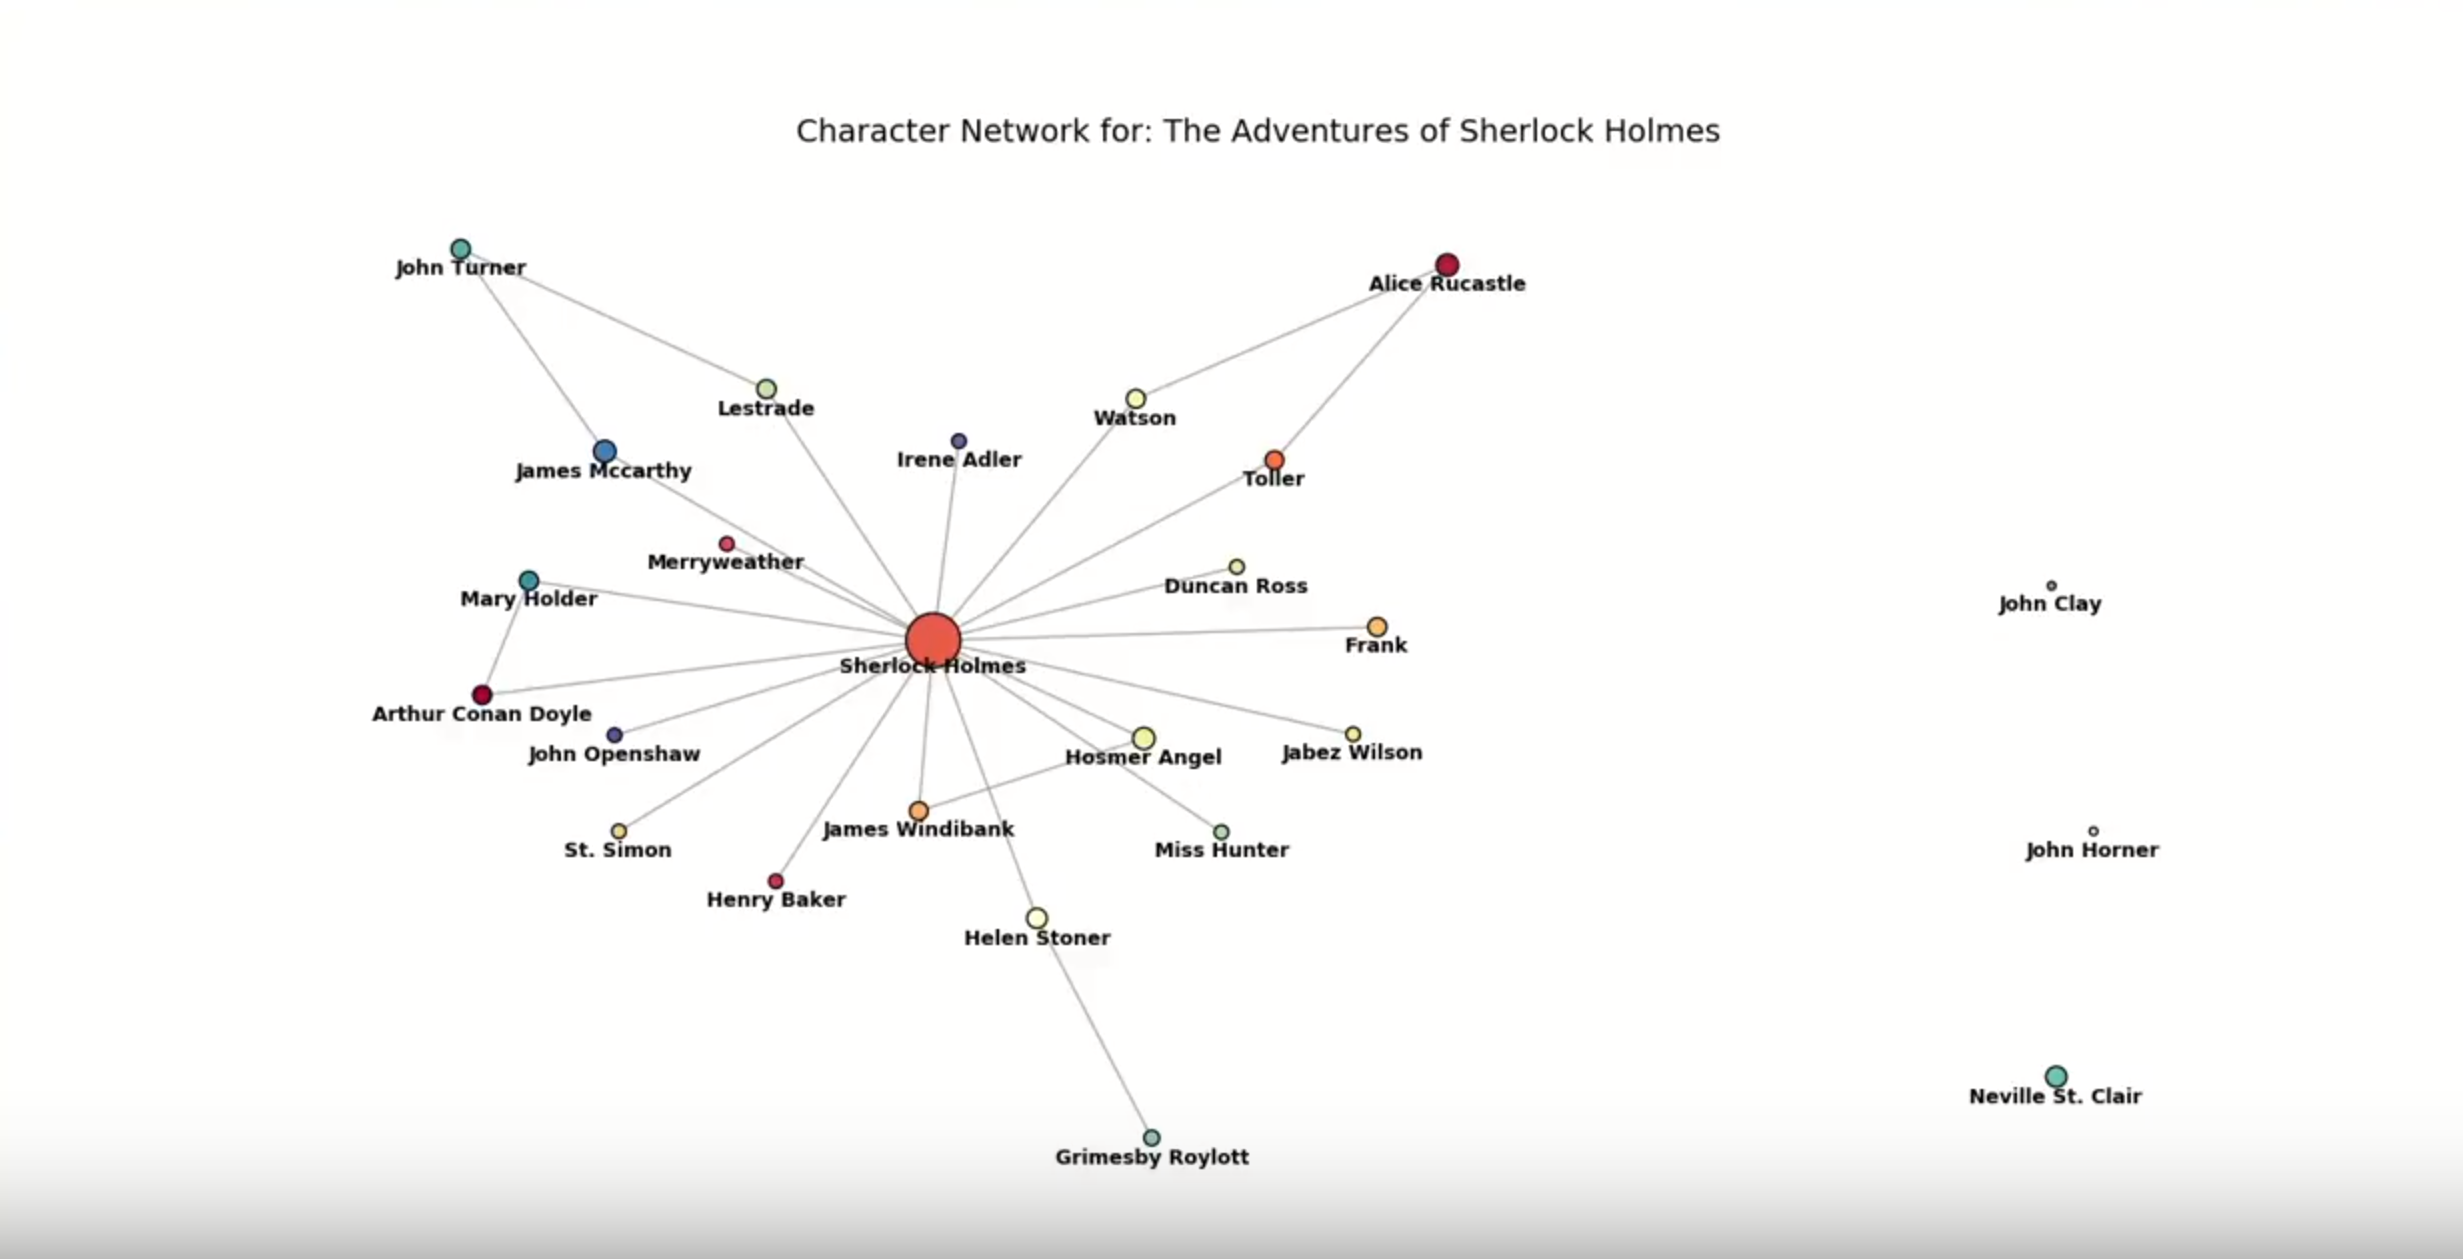 Character Network for: The Adventures of Sherlock Holmes
John Turner
Alice Rucastle
Lestrade
Watson
Irene Adler
James Mccarthy
Toller
Merryweather
Duncan Ross
Mary Holder
John Clay
Frank
Sherlock Holmes
Arthur Conan Doyle
John Openshaw
Hosmer Angel
Jabez Wilson
James Windibank
St. Simon
Miss Hunter
John Horner
Henry Baker
Helen Stoner
Neville St. Clair
Grimesby Roylott